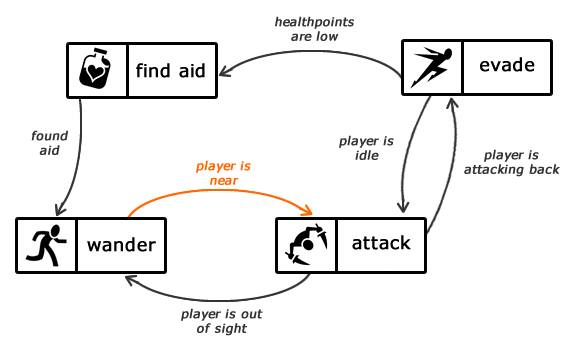 healthpoints
are low
find aid
evade
found
aid
player is
idle
player is
attacking back
player is
near
wander
attack
player is out
of sight